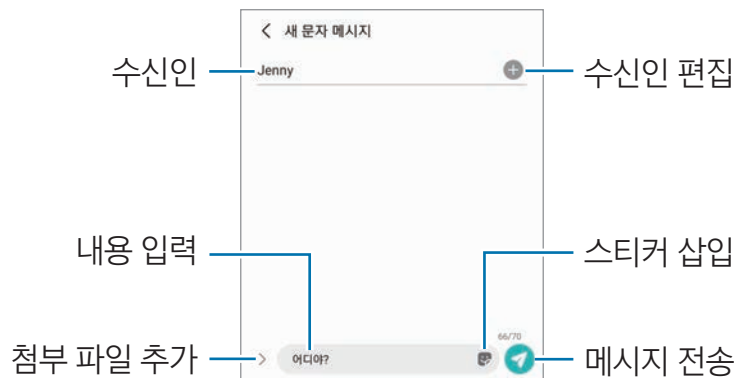 새 문자 메시지
수신인
Jenny
수신인 편집
내용 입력
스티커 삽입
66/70
첨부 파일 추가
어디야?
메시지 전송